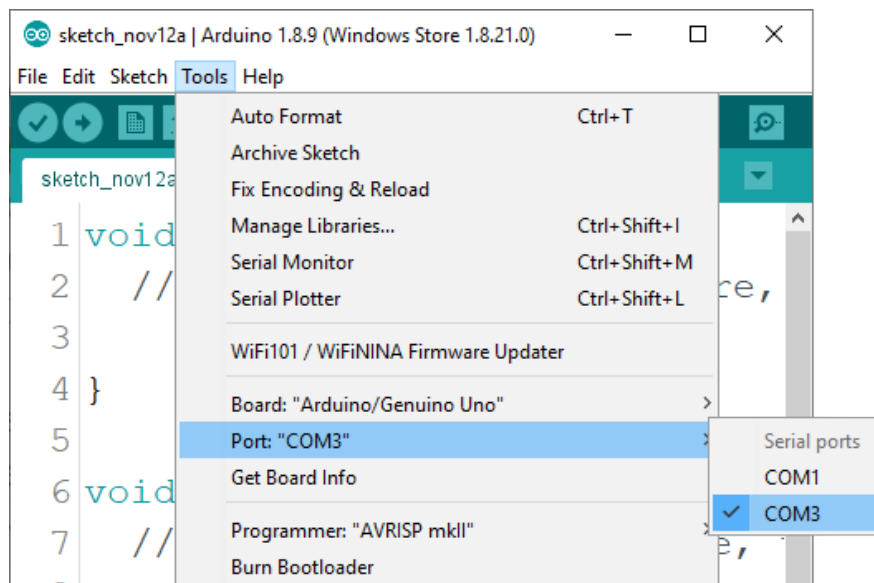 sketch_nov12a | Arduino 1.8.9 (Windows Store 1.8.21.0)
File Edit Sketch Tools Help
Auto Format Ctrl+T
Archive Sketch
sketch_nov12a
Fix Encoding & Reload
Manage Libraries... Ctrl+Shift+I
1 void
Serial Monitor Ctrl+Shift+M
2 // re,
Serial Plotter Ctrl+Shift+L
3
WiFi101 / WiFiNINA Firmware Updater
4 }
Board: "Arduino/Genuino Uno"
5
Port: "COM3"
Serial ports
Get Board Info
COM1
6 void
COM3
Programmer: "AVRISP mkII"
7 // e,
Burn Bootloader